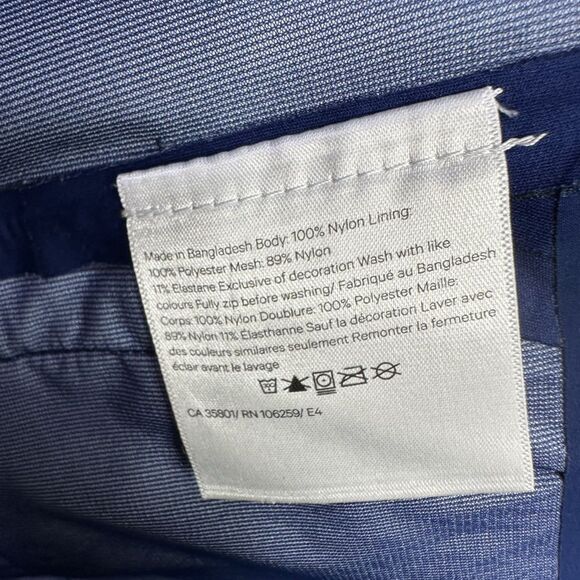 Made in Bangladesh Body: 100% Nylon Lining:
100% Polyester Mesh: 89% Nylon
11% Elastane Exclusive of decoration Wash with like
colours Fully zip before washing/ Fabriqué au Bangladesh
Corps: 100% Nylon Doublure: 100% Polyester Maille:
89% Nylon 11% Élasthanne Sauf la décoration Laver avec
des couleurs similaires seulement Remonter la fermeture
éclair avant le lavage
CA 35801/ RN 106259/ E4